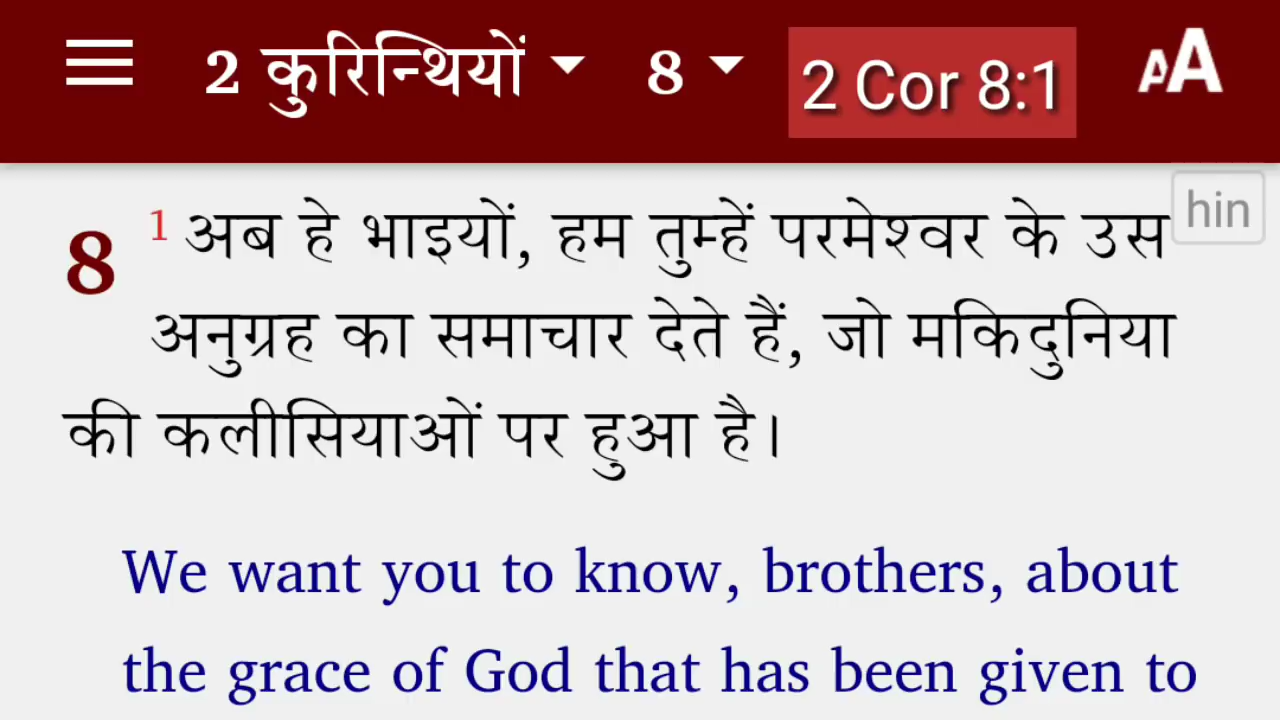 2 कुरिन्थियों 8 2 Cor 8:1 AA
hin
8 1 अब हे भाइयों, हम तुम्हें परमेश्वर के उस
अनुग्रह का समाचार देते हैं, जो मकिदुनिया
की कलीसियाओं पर हुआ है।
We want you to know, brothers, about
the grace of God that has been given to